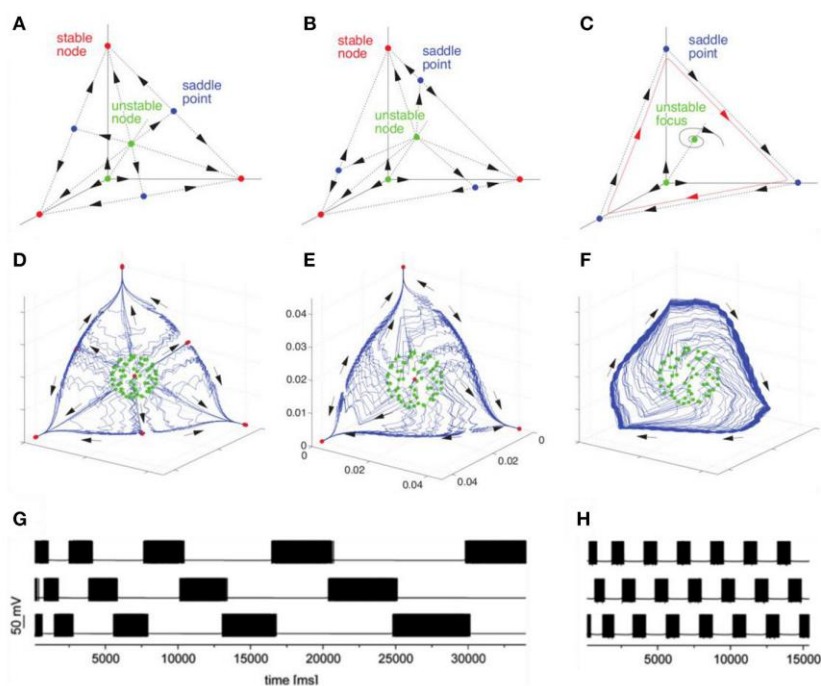 A
B
C
stable
node
saddle
point
unstable
node
stable
node
saddle
point
unstable
node
saddle point
unstable
focus
D
E
F
0.04
0.03
0.02
0.01
0
0
0.02
0.04
0.04
0.02
0
G
H
50 mV
5000 10000 15000 20000 25000 30000
time [ms]
5000 10000 15000